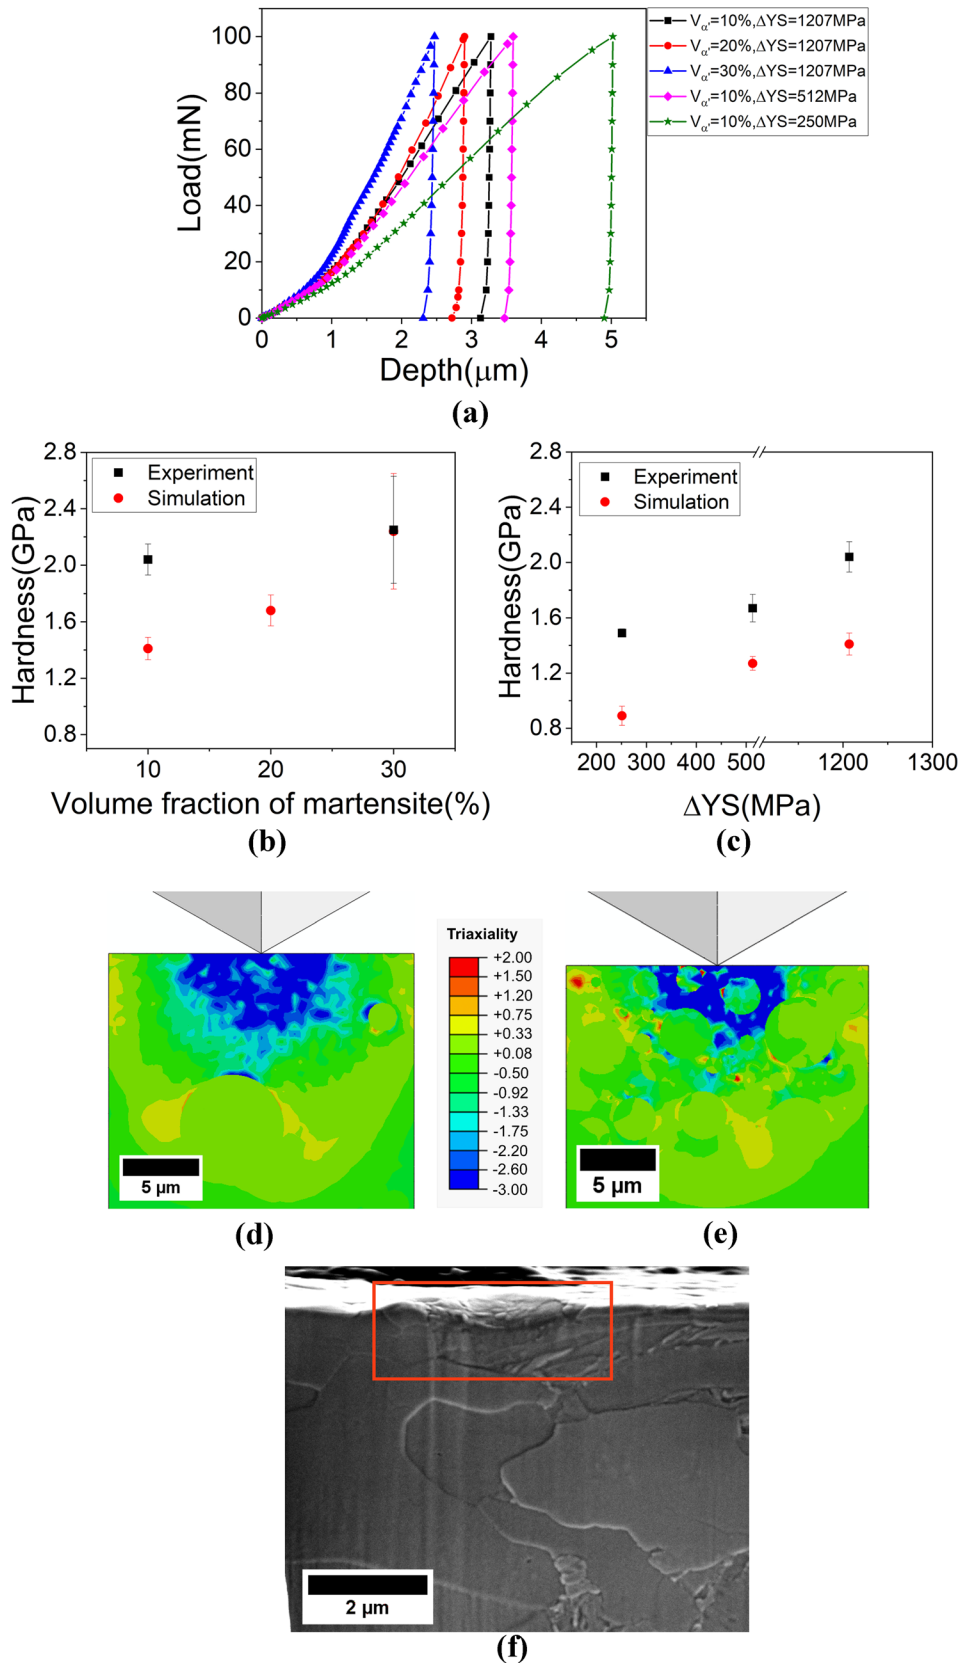 V α'=10%,ΔYS=1207MPa
V α'=20%,ΔYS=1207MPa
V α'=30%,ΔYS=1207MPa
V α'=10%,ΔYS=512MPa
V α'=10%,ΔYS=250MPa
Load(mN)
100
80
60
40
20
0
0 1 2 3 4 5
Depth(μm)
(a)
Hardness(GPa)
2.8
2.4
2.0
1.6
1.2
0.8
Experiment
Simulation
10 20 30
Volume fraction of martensite(%)
(b)
Hardness(GPa)
2.8
2.4
2.0
1.6
1.2
0.8
Experiment
Simulation
200 300 400 500 1200 1300
ΔYS(MPa)
(c)
5 μm
(d)
Triaxiality
+2.00
+1.50
+1.20
+0.75
+0.33
+0.08
-0.50
-0.92
-1.33
-1.75
-2.20
-2.60
-3.00
5 μm
(e)
2 μm
(f)